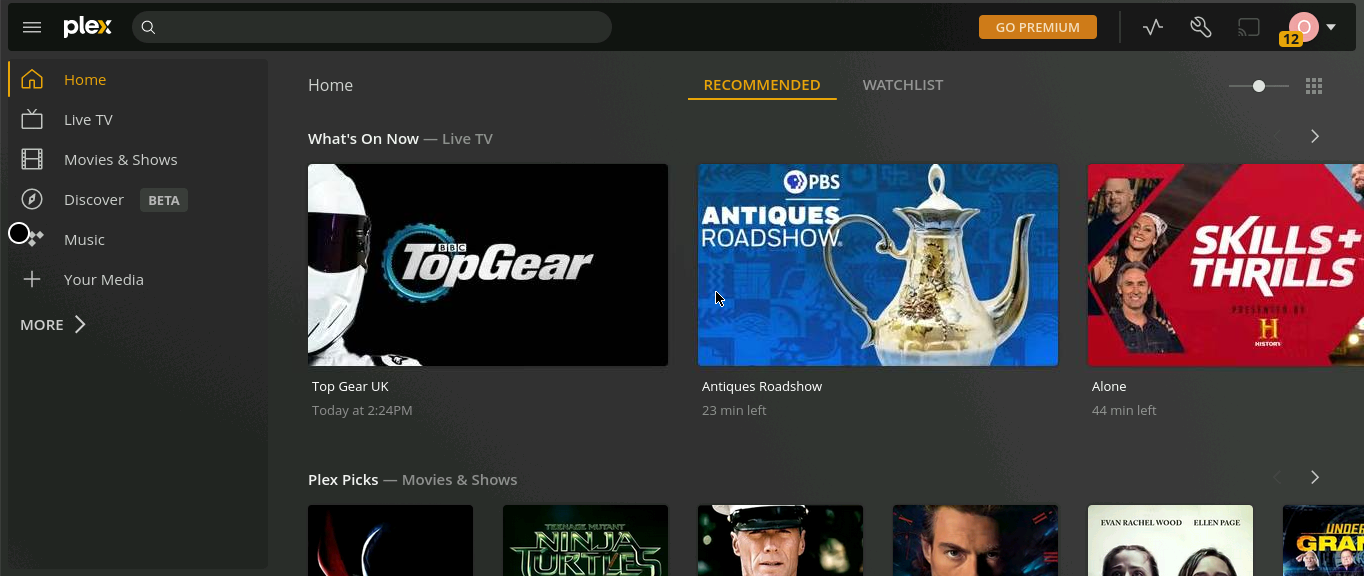 plex
GO PREMIUM
O
12
Home
Live TV
Movies & Shows
Discover BETA
Music
Your Media
MORE
Home
RECOMMENDED
WATCHLIST
What's On Now — Live TV
BBC
TopGear
PBS
ANTIQUES
ROADSHOW
SKILLS+
THRILLS
PRESENTED BY
H
HISTORY
Top Gear UK
Today at 2:24PM
Antiques Roadshow
23 min left
Alone
44 min left
Plex Picks — Movies & Shows
TEENAGE MUTANT
NINJA
TURTLES
EVAN RACHEL WOOD ELLEN PAGE